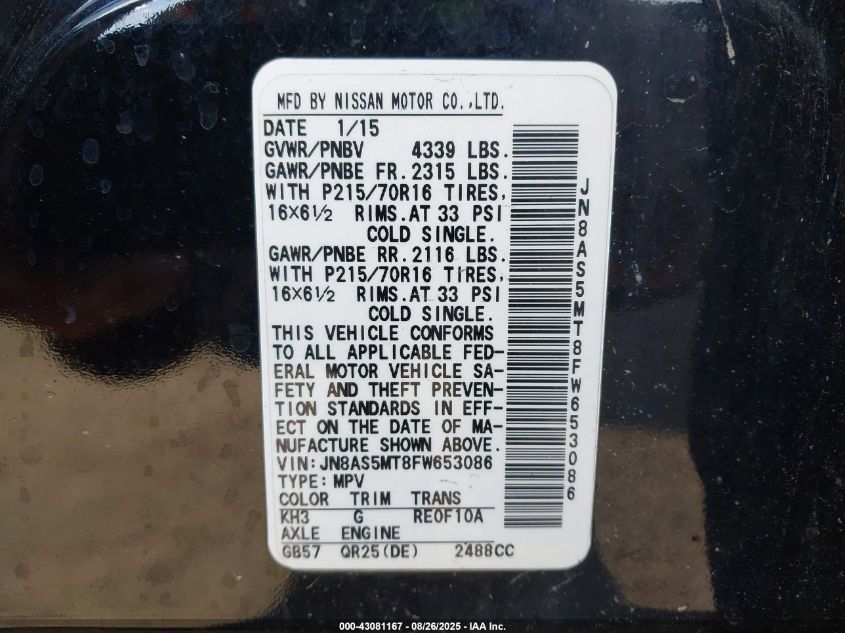 MFD BY NISSAN MOTOR CO.,LTD.
DATE 1/15
GVWR/PNBV 4339 LBS.
GAWR/PNBE FR.2315 LBS.
WITH P215/70R16 TIRES,
16X6½ RIMS.AT 33 PSI
COLD SINGLE.
GAWR/PNBE RR.2116 LBS.
WITH P215/70R16 TIRES,
16X6½ RIMS.AT 33 PSI
COLD SINGLE.
THIS VEHICLE CONFORMS
TO ALL APPLICABLE FED-
ERAL MOTOR VEHICLE SA-
FETY AND THEFT PREVEN-
TION STANDARDS IN EFF-
ECT ON THE DATE OF MA-
NUFACTURE SHOWN ABOVE.
VIN:JN8AS5MT8FW653086
TYPE:MPV
COLOR TRIM TRANS
KH3 G RE0F10A
AXLE ENGINE
GB57 QR25(DE) 2488CC
JN8AS5MT8FW653086
000-43081167 - 08/26/2025 - IAA Inc.